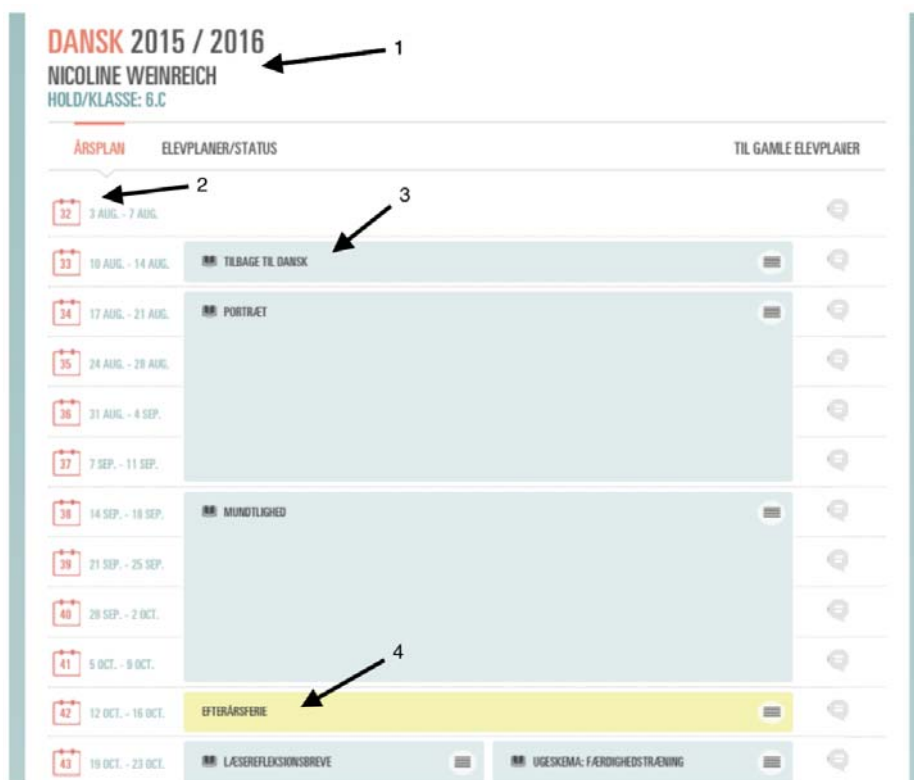 DANSK 2015 / 2016
1
NICOLINE WEINREICH
HOLD/KLASSE: 6.C
ÅRSPLAN ELEVPLANER/STATUS TIL GAMLE ELEVPLANER
2
3
32 3 AUG. - 7 AUG.
33 10 AUG. - 14 AUG. TILBAGE TIL DANSK
34 17 AUG. - 21 AUG. PORTRÆT
35 24 AUG. - 28 AUG.
36 31 AUG. - 4 SEP.
37 7 SEP. - 11 SEP.
38 14 SEP. - 18 SEP. MUNDTLIGHED
39 21 SEP. - 25 SEP.
40 28 SEP. - 2 OCT.
41 5 OCT. - 9 OCT.
4
42 12 OCT. - 16 OCT. EFTERÅRSFERIE
43 19 OCT. - 23 OCT. LÆSEREFLEKSIONSBREVE UGESKEMA: FÆRDIGHEDSTRÆNING